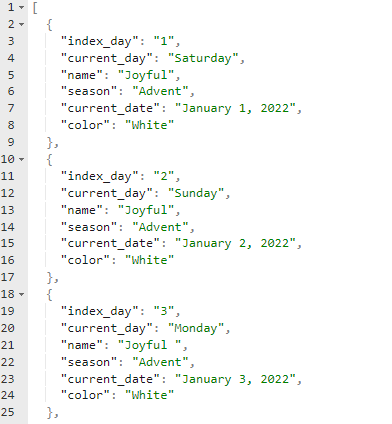 1 [
2 {
3 "index_day": "1",
4 "current_day": "Saturday",
5 "name": "Joyful",
6 "season": "Advent",
7 "current_date": "January 1, 2022",
8 "color": "White"
9 },
10 {
11 "index_day": "2",
12 "current_day": "Sunday",
13 "name": "Joyful",
14 "season": "Advent",
15 "current_date": "January 2, 2022",
16 "color": "White"
17 },
18 {
19 "index_day": "3",
20 "current_day": "Monday",
21 "name": "Joyful ",
22 "season": "Advent",
23 "current_date": "January 3, 2022",
24 "color": "White"
25 },